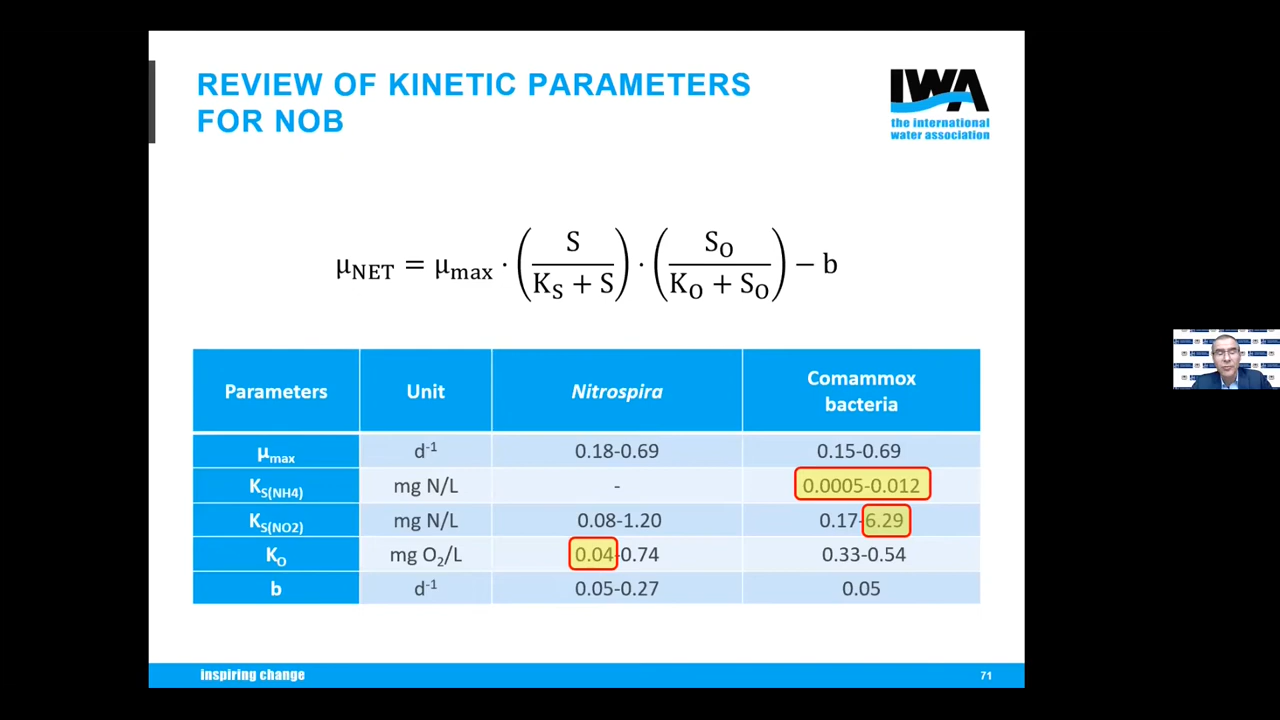 REVIEW OF KINETIC PARAMETERS
FOR NOB
IWA
the international
water association
μNET = μmax · (S / (KS + S)) · (SO / (KO + SO)) − b
Parameters Unit Nitrospira Comammox bacteria
μmax d-1 0.18-0.69 0.15-0.69
KS(NH4) mg N/L - 0.0005-0.012
KS(NO2) mg N/L 0.08-1.20 0.17-6.29
KO mg O2/L 0.04-0.74 0.33-0.54
b d-1 0.05-0.27 0.05
inspiring change
71